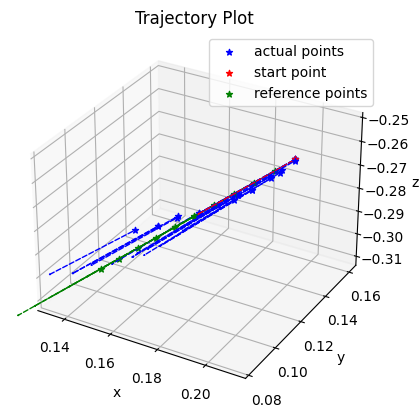 Trajectory Plot
actual points
start point
reference points
−0.25
−0.26
−0.27
−0.28
−0.29
−0.30
−0.31
z
0.16
0.14
0.12
0.10
0.08
y
0.14
0.16
0.18
0.20
x